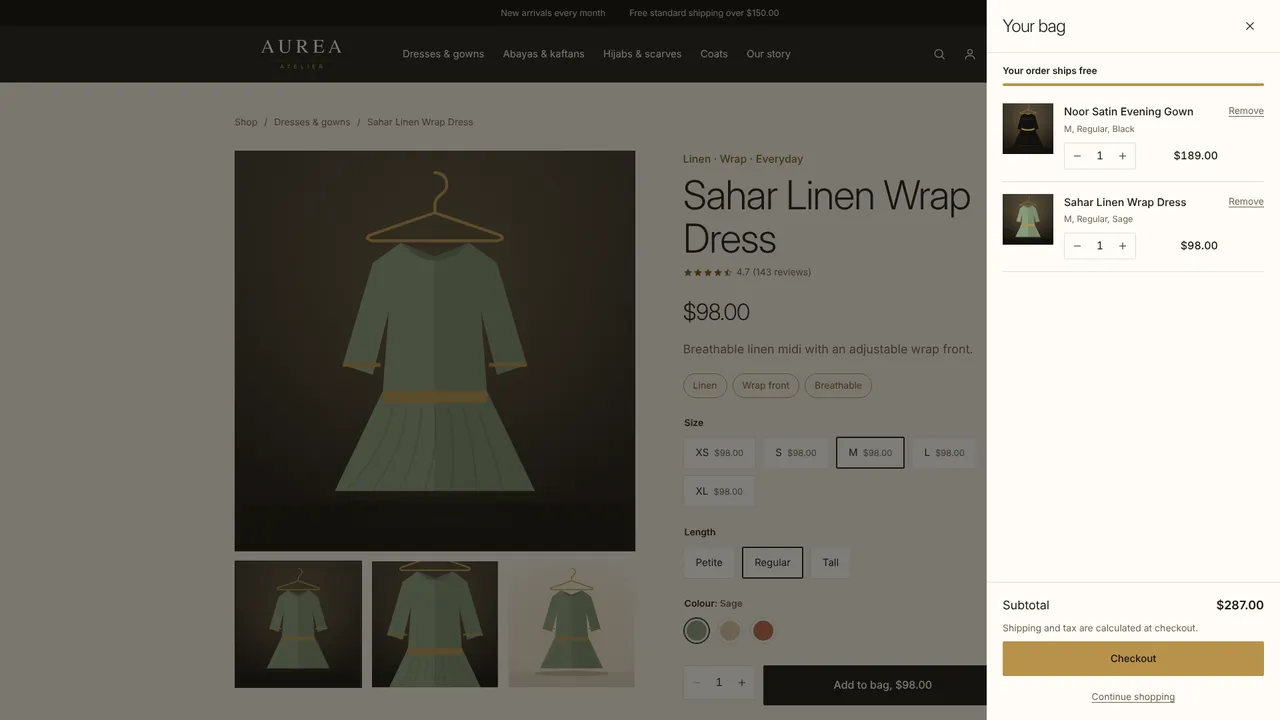 New arrivals every month Free standard shipping over $150.00
AUREA
ATELIER
Dresses & gowns Abayas & kaftans Hijabs & scarves Coats Our story
Shop / Dresses & gowns / Sahar Linen Wrap Dress
Linen · Wrap · Everyday
Sahar Linen Wrap
Dress
4.7 (143 reviews)
$98.00
Breathable linen midi with an adjustable wrap front.
Linen Wrap front Breathable
Size
XS $98.00 S $98.00 M $98.00 L $98.00
XL $98.00
Length
Petite Regular Tall
Colour: Sage
− 1 + Add to bag, $98.00
Your bag
Your order ships free
Noor Satin Evening Gown Remove
M, Regular, Black
− 1 + $189.00
Sahar Linen Wrap Dress Remove
M, Regular, Sage
− 1 + $98.00
Subtotal $287.00
Shipping and tax are calculated at checkout.
Checkout
Continue shopping